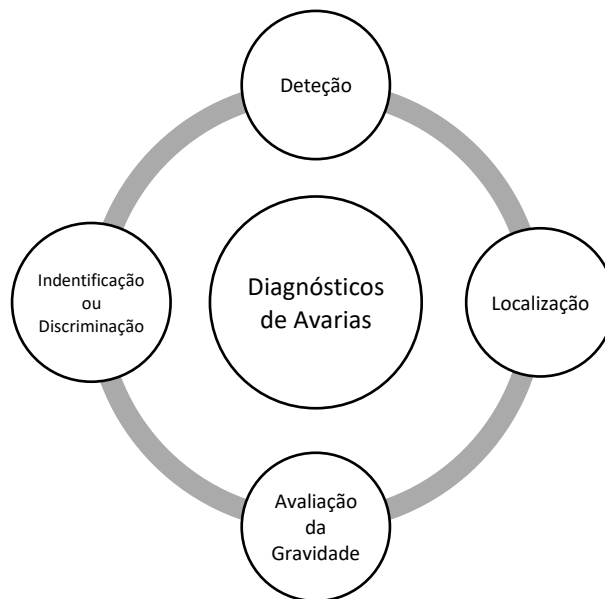 Deteção
Indentificação
ou
Discriminação
Diagnósticos
de Avarias
Localização
Avaliação
da
Gravidade